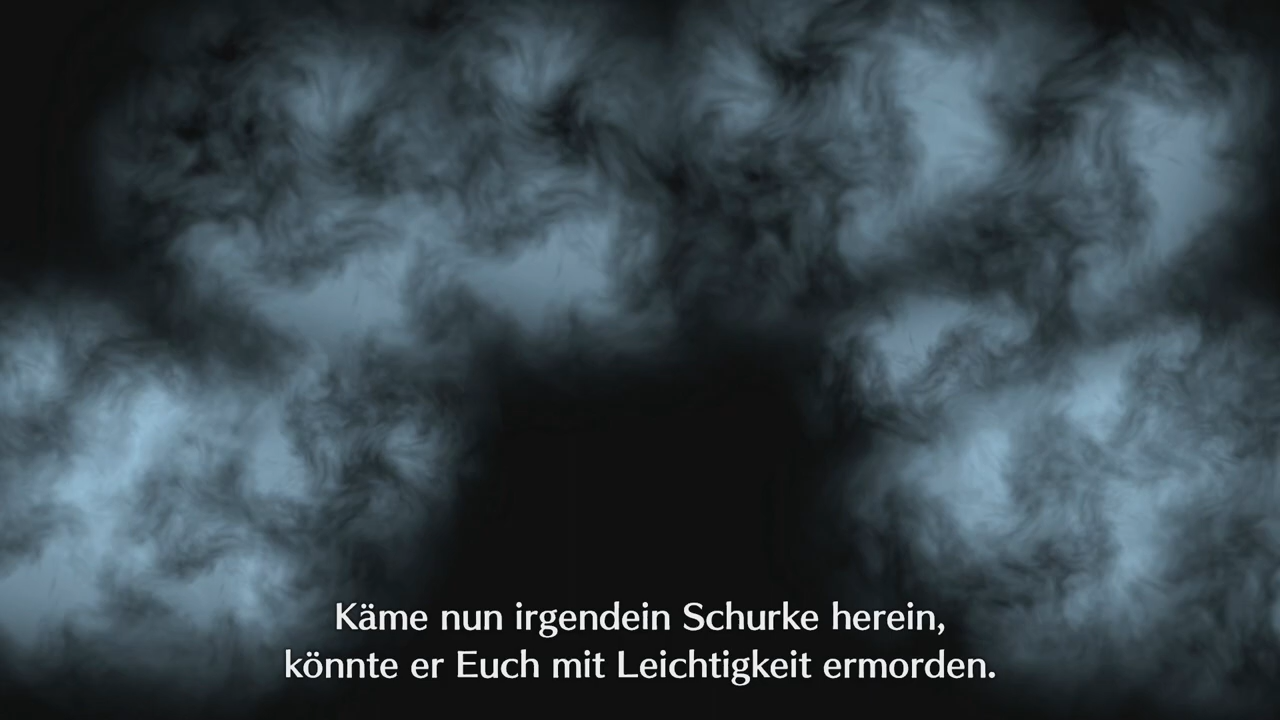 Käme nun irgendein Schurke herein,
könnte er Euch mit Leichtigkeit ermorden.